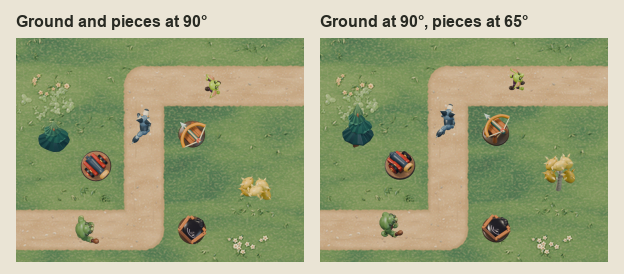 Ground and pieces at 90°
Ground at 90°, pieces at 65°